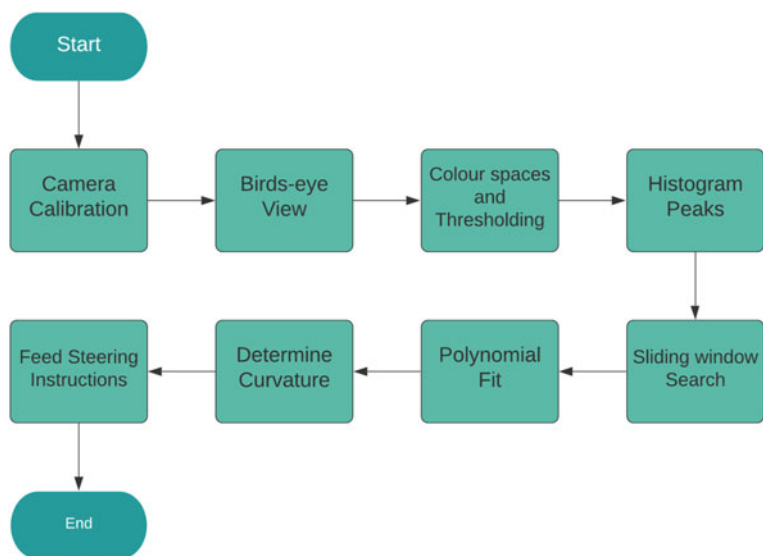 Start
Camera
Calibration
Birds-eye
View
Colour spaces
and
Thresholding
Histogram
Peaks
Sliding window
Search
Polynomial
Fit
Determine
Curvature
Feed Steering
Instructions
End